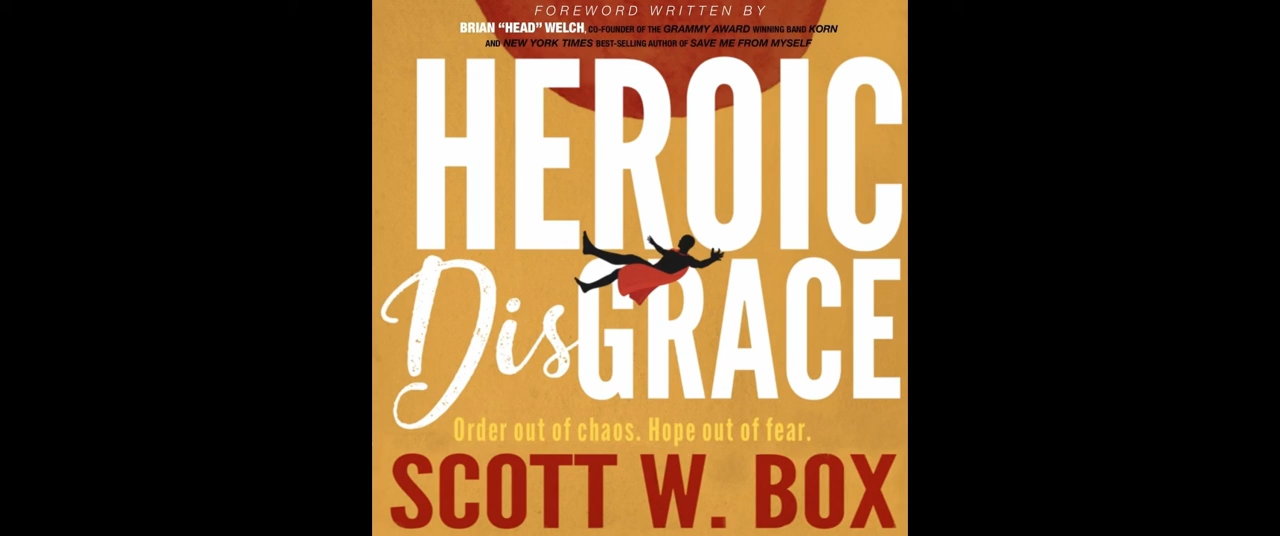 FOREWORD WRITTEN BY
BRIAN “HEAD” WELCH, CO-FOUNDER OF THE GRAMMY AWARD WINNING BAND KORN
AND NEW YORK TIMES BEST-SELLING AUTHOR OF SAVE ME FROM MYSELF
HEROIC
DisGRACE
Order out of chaos. Hope out of fear.
SCOTT W. BOX